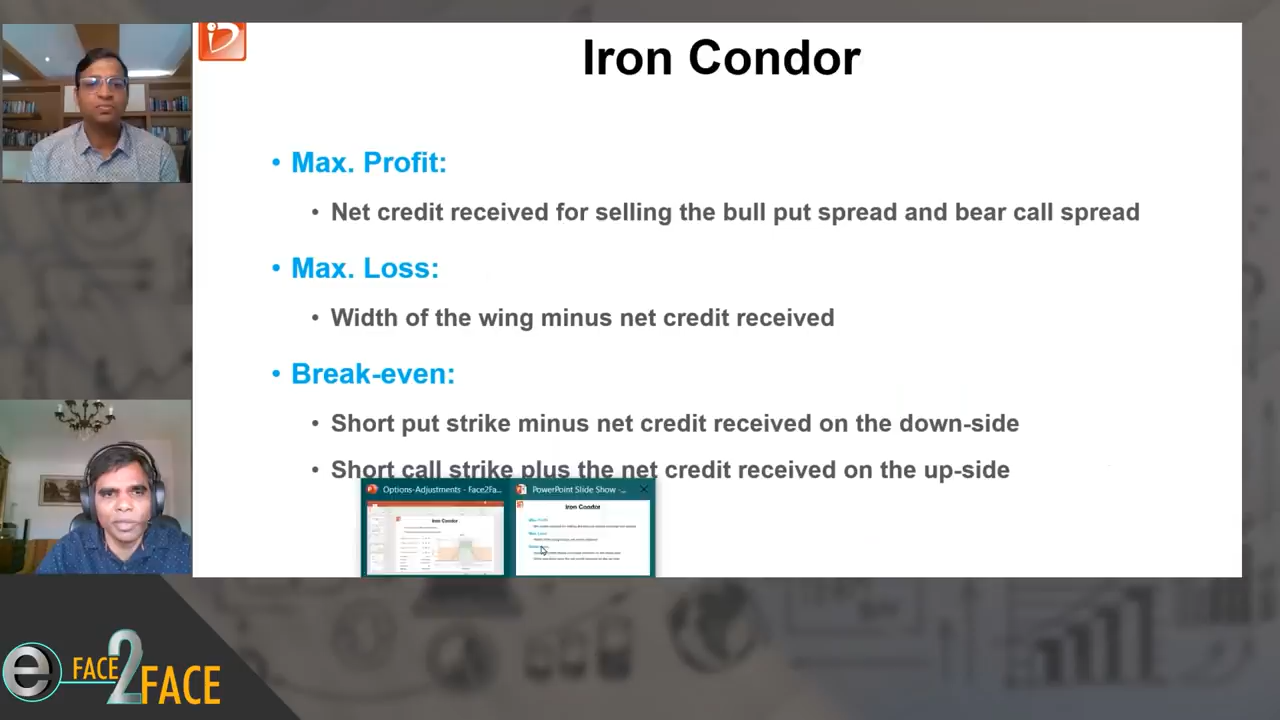 Iron Condor
• Max. Profit:
• Net credit received for selling the bull put spread and bear call spread
• Max. Loss:
• Width of the wing minus net credit received
• Break-even:
• Short put strike minus net credit received on the down-side
• Short call strike plus the net credit received on the up-side
Options-Adjustments - Face2Fa...
PowerPoint Slide Show -...
Iron Condor
Iron Condor
e FACE
2
FACE